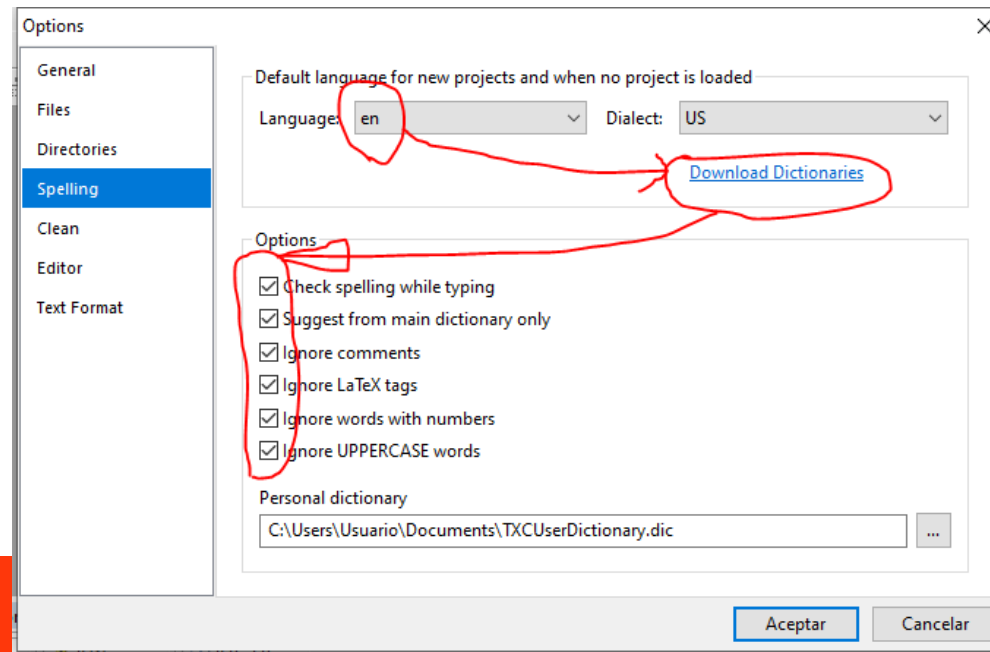 Options
General
Files
Directories
Spelling
Clean
Editor
Text Format
Default language for new projects and when no project is loaded
Language: en Dialect: US
Download Dictionaries
Options
Check spelling while typing
Suggest from main dictionary only
Ignore comments
Ignore LaTeX tags
Ignore words with numbers
Ignore UPPERCASE words
Personal dictionary
C:\Users\Usuario\Documents\TXCUserDictionary.dic ...
Aceptar Cancelar